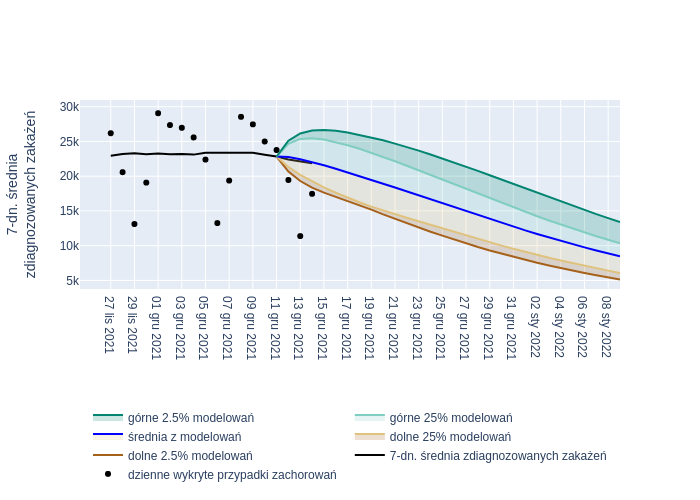 30k
25k
20k
15k
10k
5k
7-dn. średnia
zdiagnozowanych zakażeń
27 lis 2021
29 lis 2021
01 gru 2021
03 gru 2021
05 gru 2021
07 gru 2021
09 gru 2021
11 gru 2021
13 gru 2021
15 gru 2021
17 gru 2021
19 gru 2021
21 gru 2021
23 gru 2021
25 gru 2021
27 gru 2021
29 gru 2021
31 gru 2021
02 sty 2022
04 sty 2022
06 sty 2022
08 sty 2022
górne 2.5% modelowań
górne 25% modelowań
średnia z modelowań
dolne 25% modelowań
dolne 2.5% modelowań
7-dn. średnia zdiagnozowanych zakażeń
dzienne wykryte przypadki zachorowań